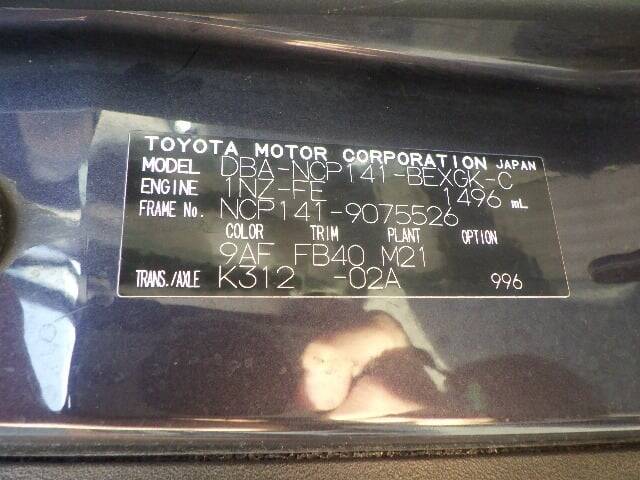 TOYOTA MOTOR CORPORATION JAPAN
MODEL DBA-NCP141-BEXGK-C
ENGINE 1NZ-FE 1496 mL
FRAME No. NCP141-9075526
COLOR TRIM PLANT OPTION
9AF FB40 M21
TRANS./AXLE K312 -02A 996